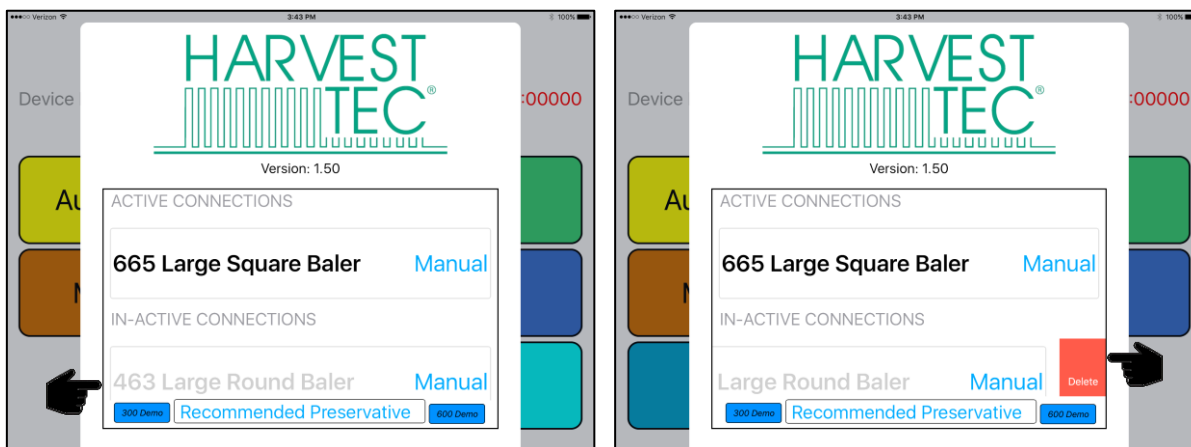 ●●●○○ Verizon
3:43 PM
100%
HARVEST
TEC®
Device
:00000
Version: 1.50
Au
ACTIVE CONNECTIONS
665 Large Square Baler Manual
M
IN-ACTIVE CONNECTIONS
463 Large Round Baler Manual
300 Demo Recommended Preservative 600 Demo
●●●○○ Verizon
3:43 PM
100%
HARVEST
TEC®
Device
:00000
Version: 1.50
Au
ACTIVE CONNECTIONS
665 Large Square Baler Manual
M
IN-ACTIVE CONNECTIONS
Large Round Baler Manual Delete
300 Demo Recommended Preservative 600 Demo